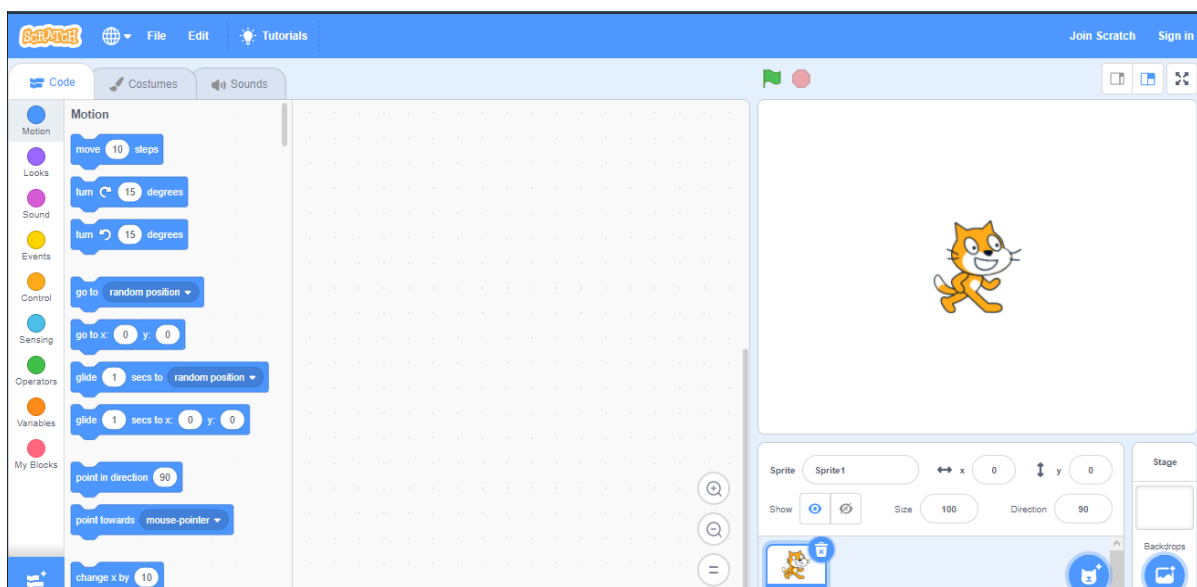 SCRATCH File Edit Tutorials Join Scratch Sign in
Code Costumes Sounds
Motion
Looks
Sound
Events
Control
Sensing
Operators
Variables
My Blocks
Motion
move 10 steps
turn 15 degrees
turn 15 degrees
go to random position
go to x: 0 y: 0
glide 1 secs to random position
glide 1 secs to x: 0 y: 0
point in direction 90
point towards mouse-pointer
change x by 10
Sprite Sprite1 x 0 y 0
Show Size 100 Direction 90
Stage
Backdrops